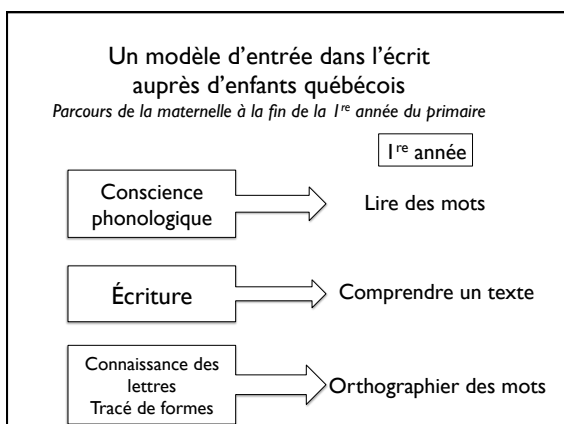 Un modèle d'entrée dans l'écrit
auprès d'enfants québécois
Parcours de la maternelle à la fin de la 1re année du primaire
1re année
Conscience
phonologique
Lire des mots
Écriture
Comprendre un texte
Connaissance des
lettres
Tracé de formes
Orthographier des mots